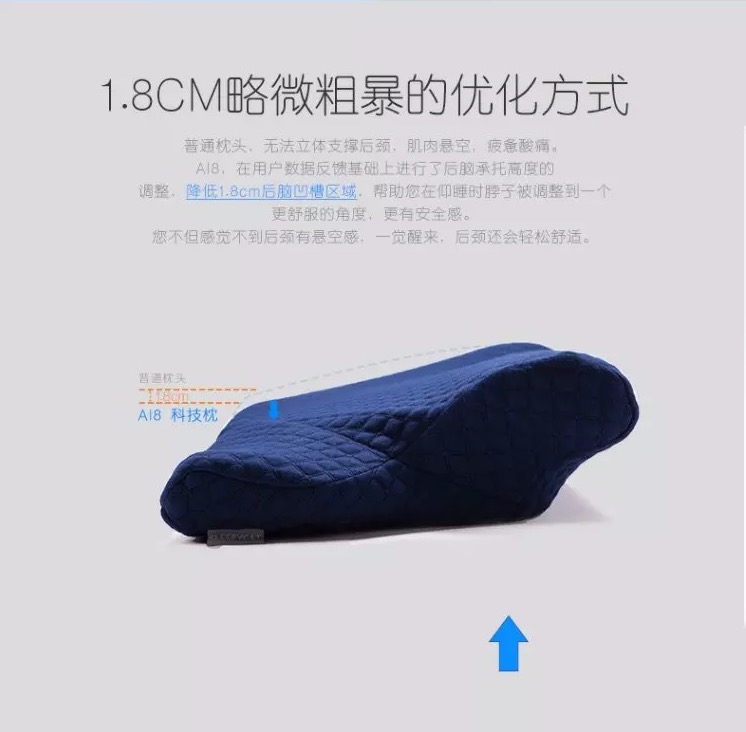 1.8CM略微粗暴的优化方式
普通枕头，无法立体支撑后颈，肌肉悬空，疲惫酸痛。
AI8，在用户数据反馈基础上进行了后脑承托高度的
调整，降低1.8cm后脑凹槽区域，帮助您在仰睡时脖子被调整到一个
更舒服的角度，更有安全感。
您不但感觉不到后颈有悬空感，一觉醒来，后颈还会轻松舒适。
普通枕头
1.8cm
AI8 科技枕